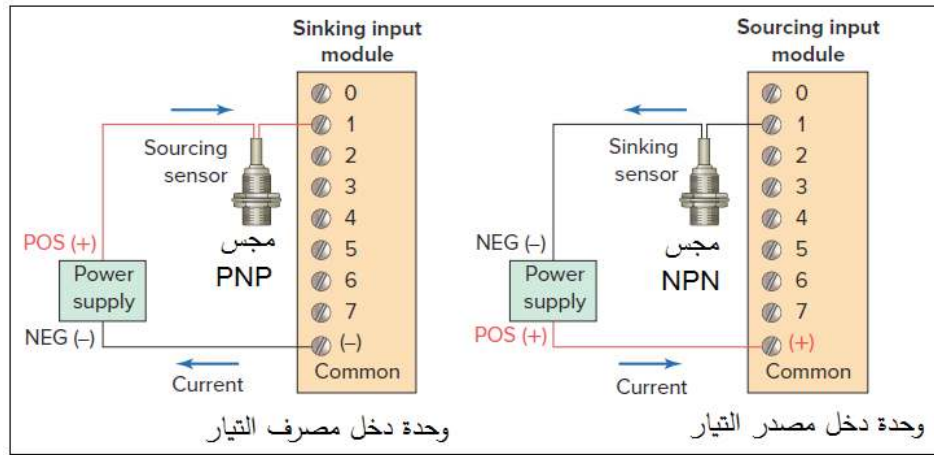 Sinking input
module
0
1
2
3
4
5
6
7
(–)
Common
Sourcing
sensor
مجس
PNP
POS (+)
Power
supply
NEG (–)
Current
وحدة دخل مصرف التيار
Sourcing input
module
0
1
2
3
4
5
6
7
(+)
Common
Sinking
sensor
مجس
NPN
NEG (–)
Power
supply
POS (+)
Current
وحدة دخل مصدر التيار